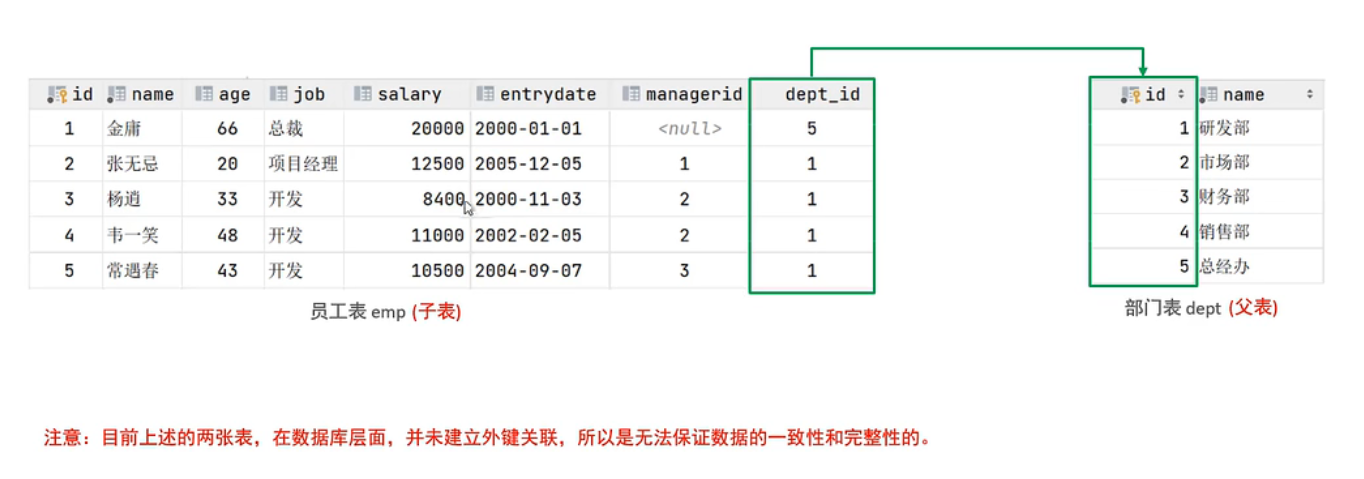 id name age job salary entrydate managerid dept_id
1 金庸 66 总裁 20000 2000-01-01 <null> 5
2 张无忌 20 项目经理 12500 2005-12-05 1 1
3 杨逍 33 开发 8400 2000-11-03 2 1
4 韦一笑 48 开发 11000 2002-02-05 2 1
5 常遇春 43 开发 10500 2004-09-07 3 1
员工表 emp (子表)
id name
1 研发部
2 市场部
3 财务部
4 销售部
5 总经办
部门表 dept (父表)
注意：目前上述的两张表，在数据库层面，并未建立外键关联，所以是无法保证数据的一致性和完整性的。